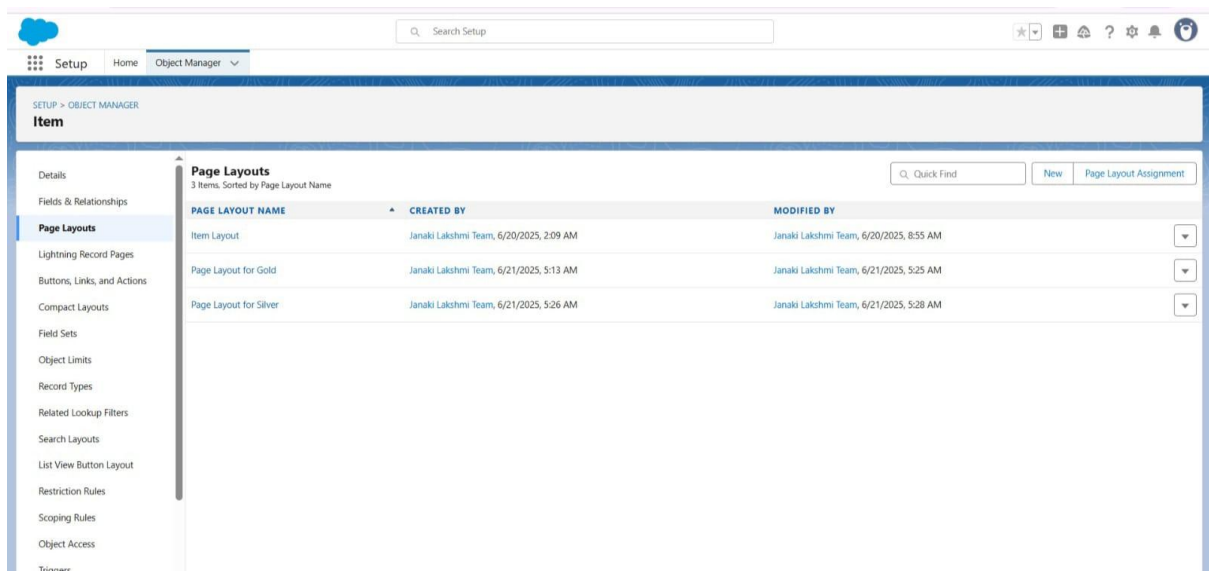 Search Setup
Setup Home Object Manager
SETUP > OBJECT MANAGER
Item
Details
Fields & Relationships
Page Layouts
Lightning Record Pages
Buttons, Links, and Actions
Compact Layouts
Field Sets
Object Limits
Record Types
Related Lookup Filters
Search Layouts
List View Button Layout
Restriction Rules
Scoping Rules
Object Access
Triggers
Page Layouts
3 Items. Sorted by Page Layout Name
Quick Find
New Page Layout Assignment
PAGE LAYOUT NAME CREATED BY MODIFIED BY
Item Layout Janaki Lakshmi Team, 6/20/2025, 2:09 AM Janaki Lakshmi Team, 6/20/2025, 8:55 AM
Page Layout for Gold Janaki Lakshmi Team, 6/21/2025, 5:13 AM Janaki Lakshmi Team, 6/21/2025, 5:25 AM
Page Layout for Silver Janaki Lakshmi Team, 6/21/2025, 5:26 AM Janaki Lakshmi Team, 6/21/2025, 5:28 AM